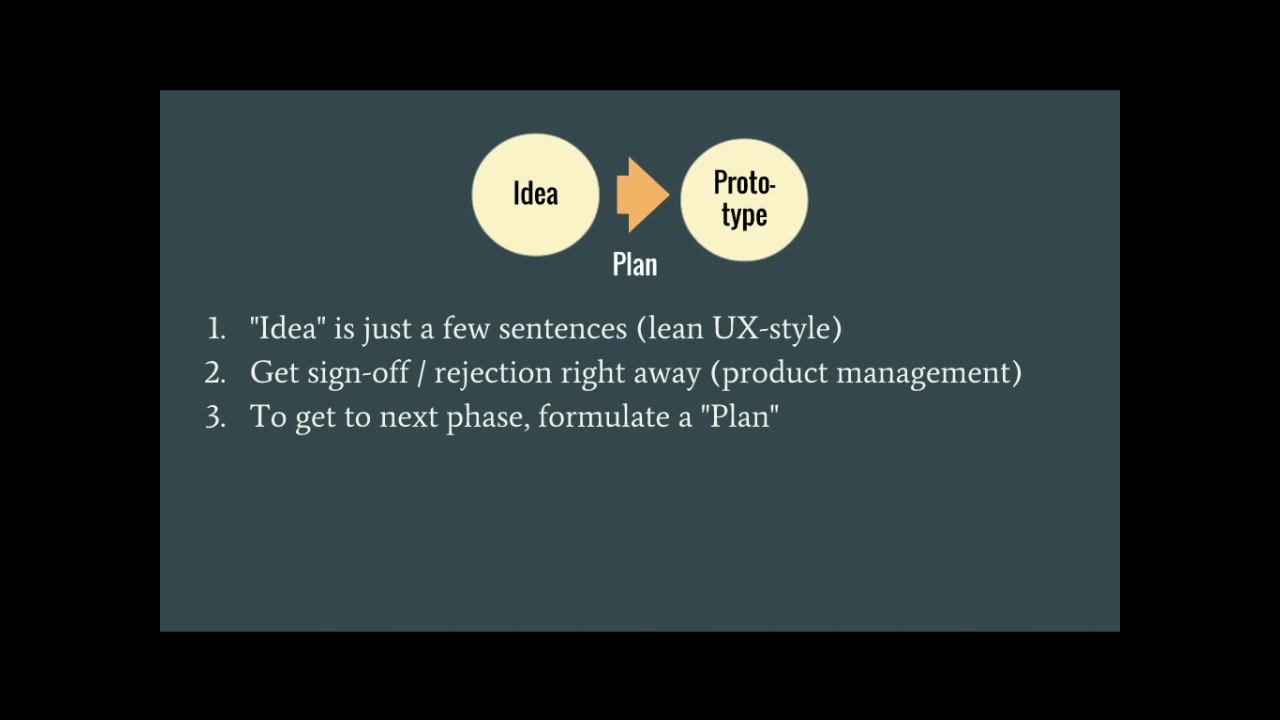 Idea
Proto-
type
Plan
1. "Idea" is just a few sentences (lean UX-style)
2. Get sign-off / rejection right away (product management)
3. To get to next phase, formulate a "Plan"